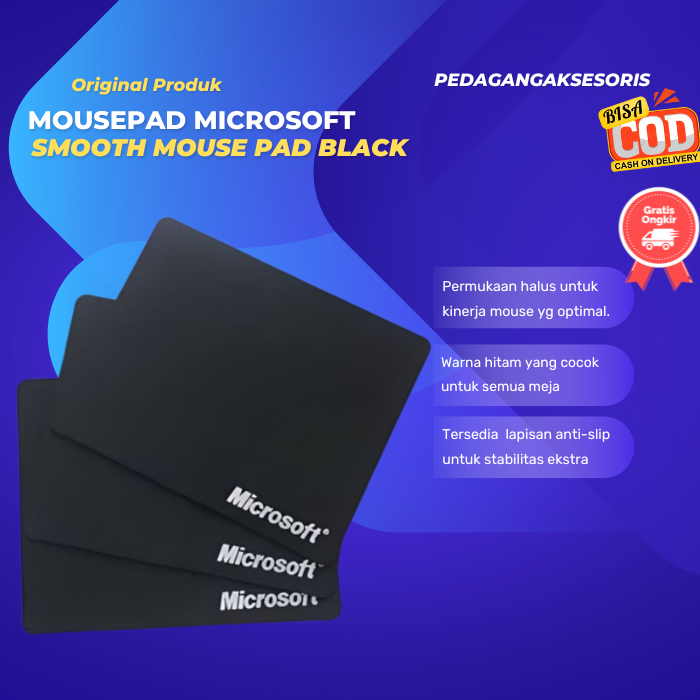 Original Produk
MOUSEPAD MICROSOFT
SMOOTH MOUSE PAD BLACK
PEDAGANGAKSESORIS
BISA
COD
CASH ON DELIVERY
Gratis
Ongkir
Permukaan halus untuk
kinerja mouse yg optimal.
Warna hitam yang cocok
untuk semua meja
Tersedia lapisan anti-slip
untuk stabilitas ekstra
Microsoft®
Microsoft
Microsoft